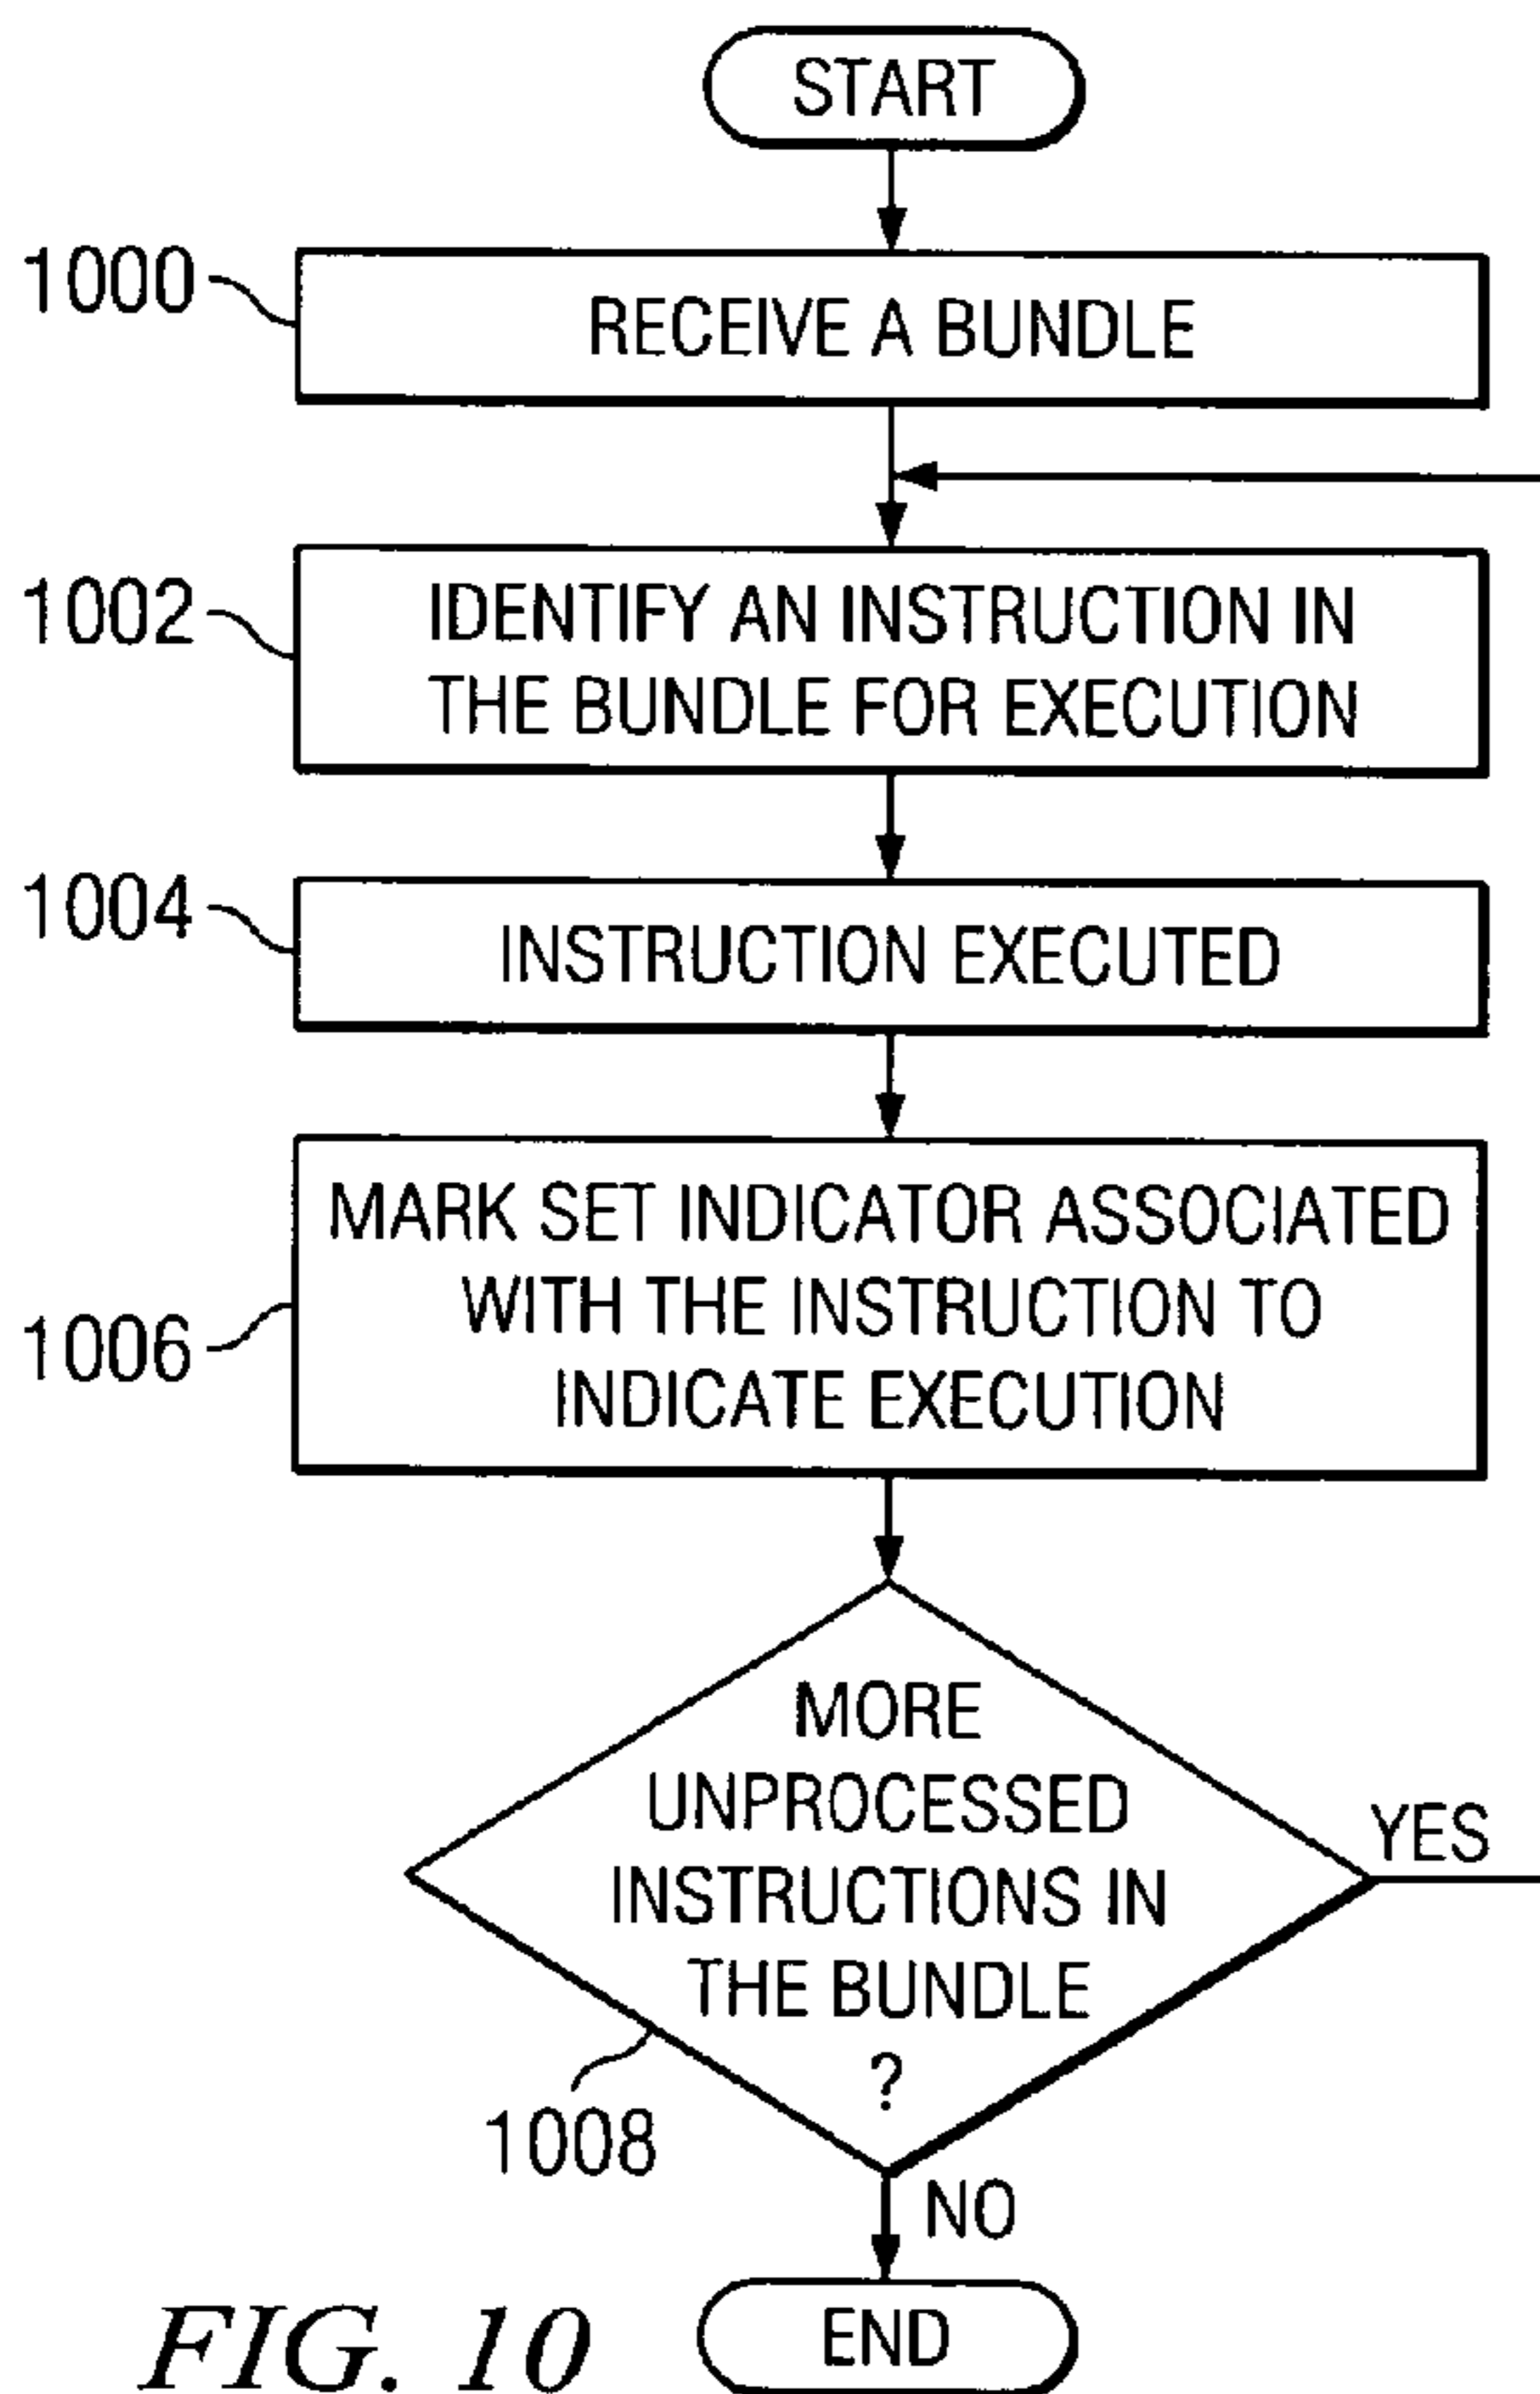 START
1000
RECEIVE A BUNDLE
1002
IDENTIFY AN INSTRUCTION IN
THE BUNDLE FOR EXECUTION
1004
INSTRUCTION EXECUTED
1006
MARK SET INDICATOR ASSOCIATED
WITH THE INSTRUCTION TO
INDICATE EXECUTION
MORE
UNPROCESSED
INSTRUCTIONS IN
THE BUNDLE
?
YES
1008
NO
END
FIG. 10